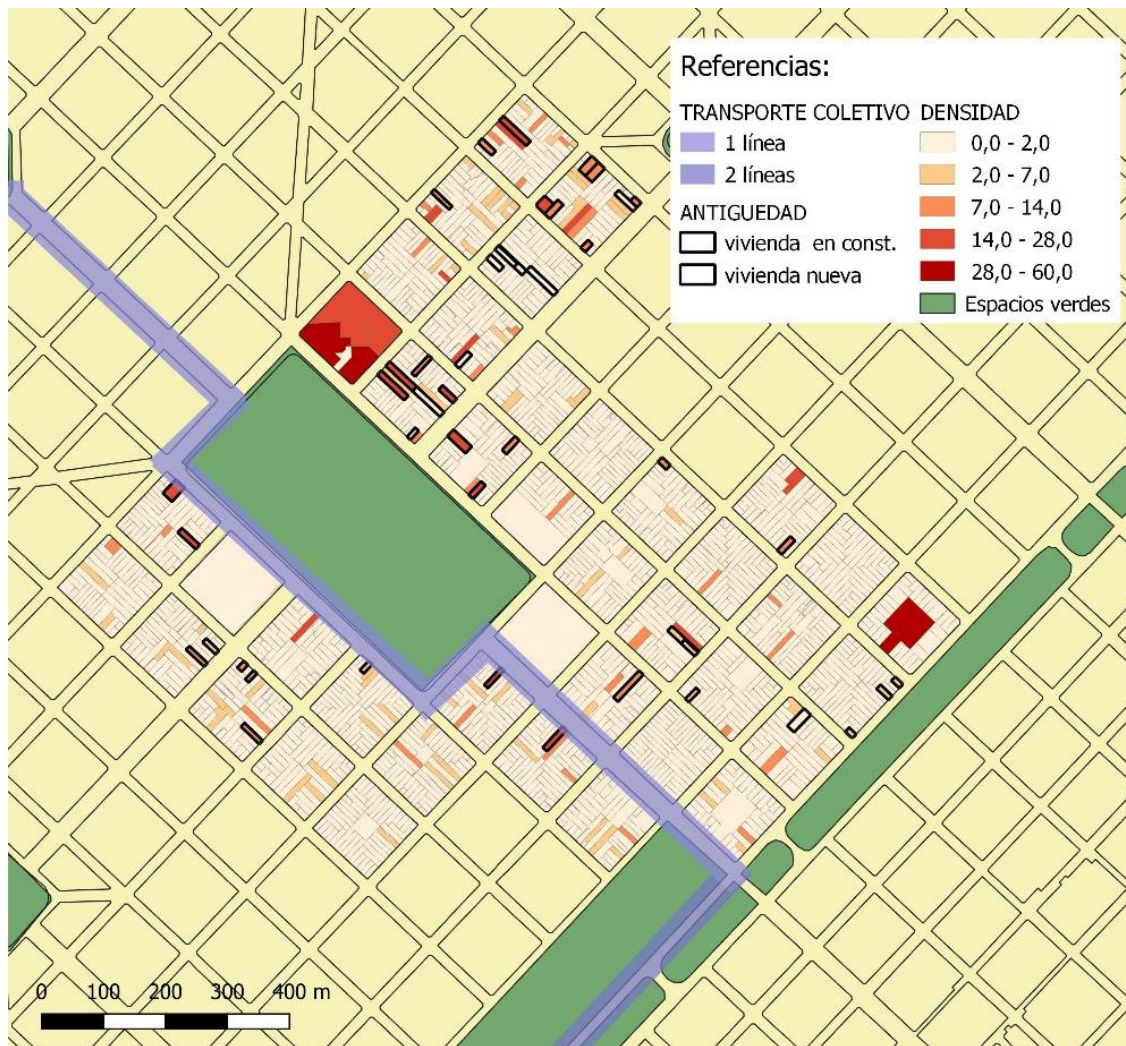 Referencias:
TRANSPORTE COLETIVO
1 línea
2 líneas
ANTIGUEDAD
vivienda en const.
vivienda nueva
DENSIDAD
0,0 - 2,0
2,0 - 7,0
7,0 - 14,0
14,0 - 28,0
28,0 - 60,0
Espacios verdes
0 100 200 300 400 m